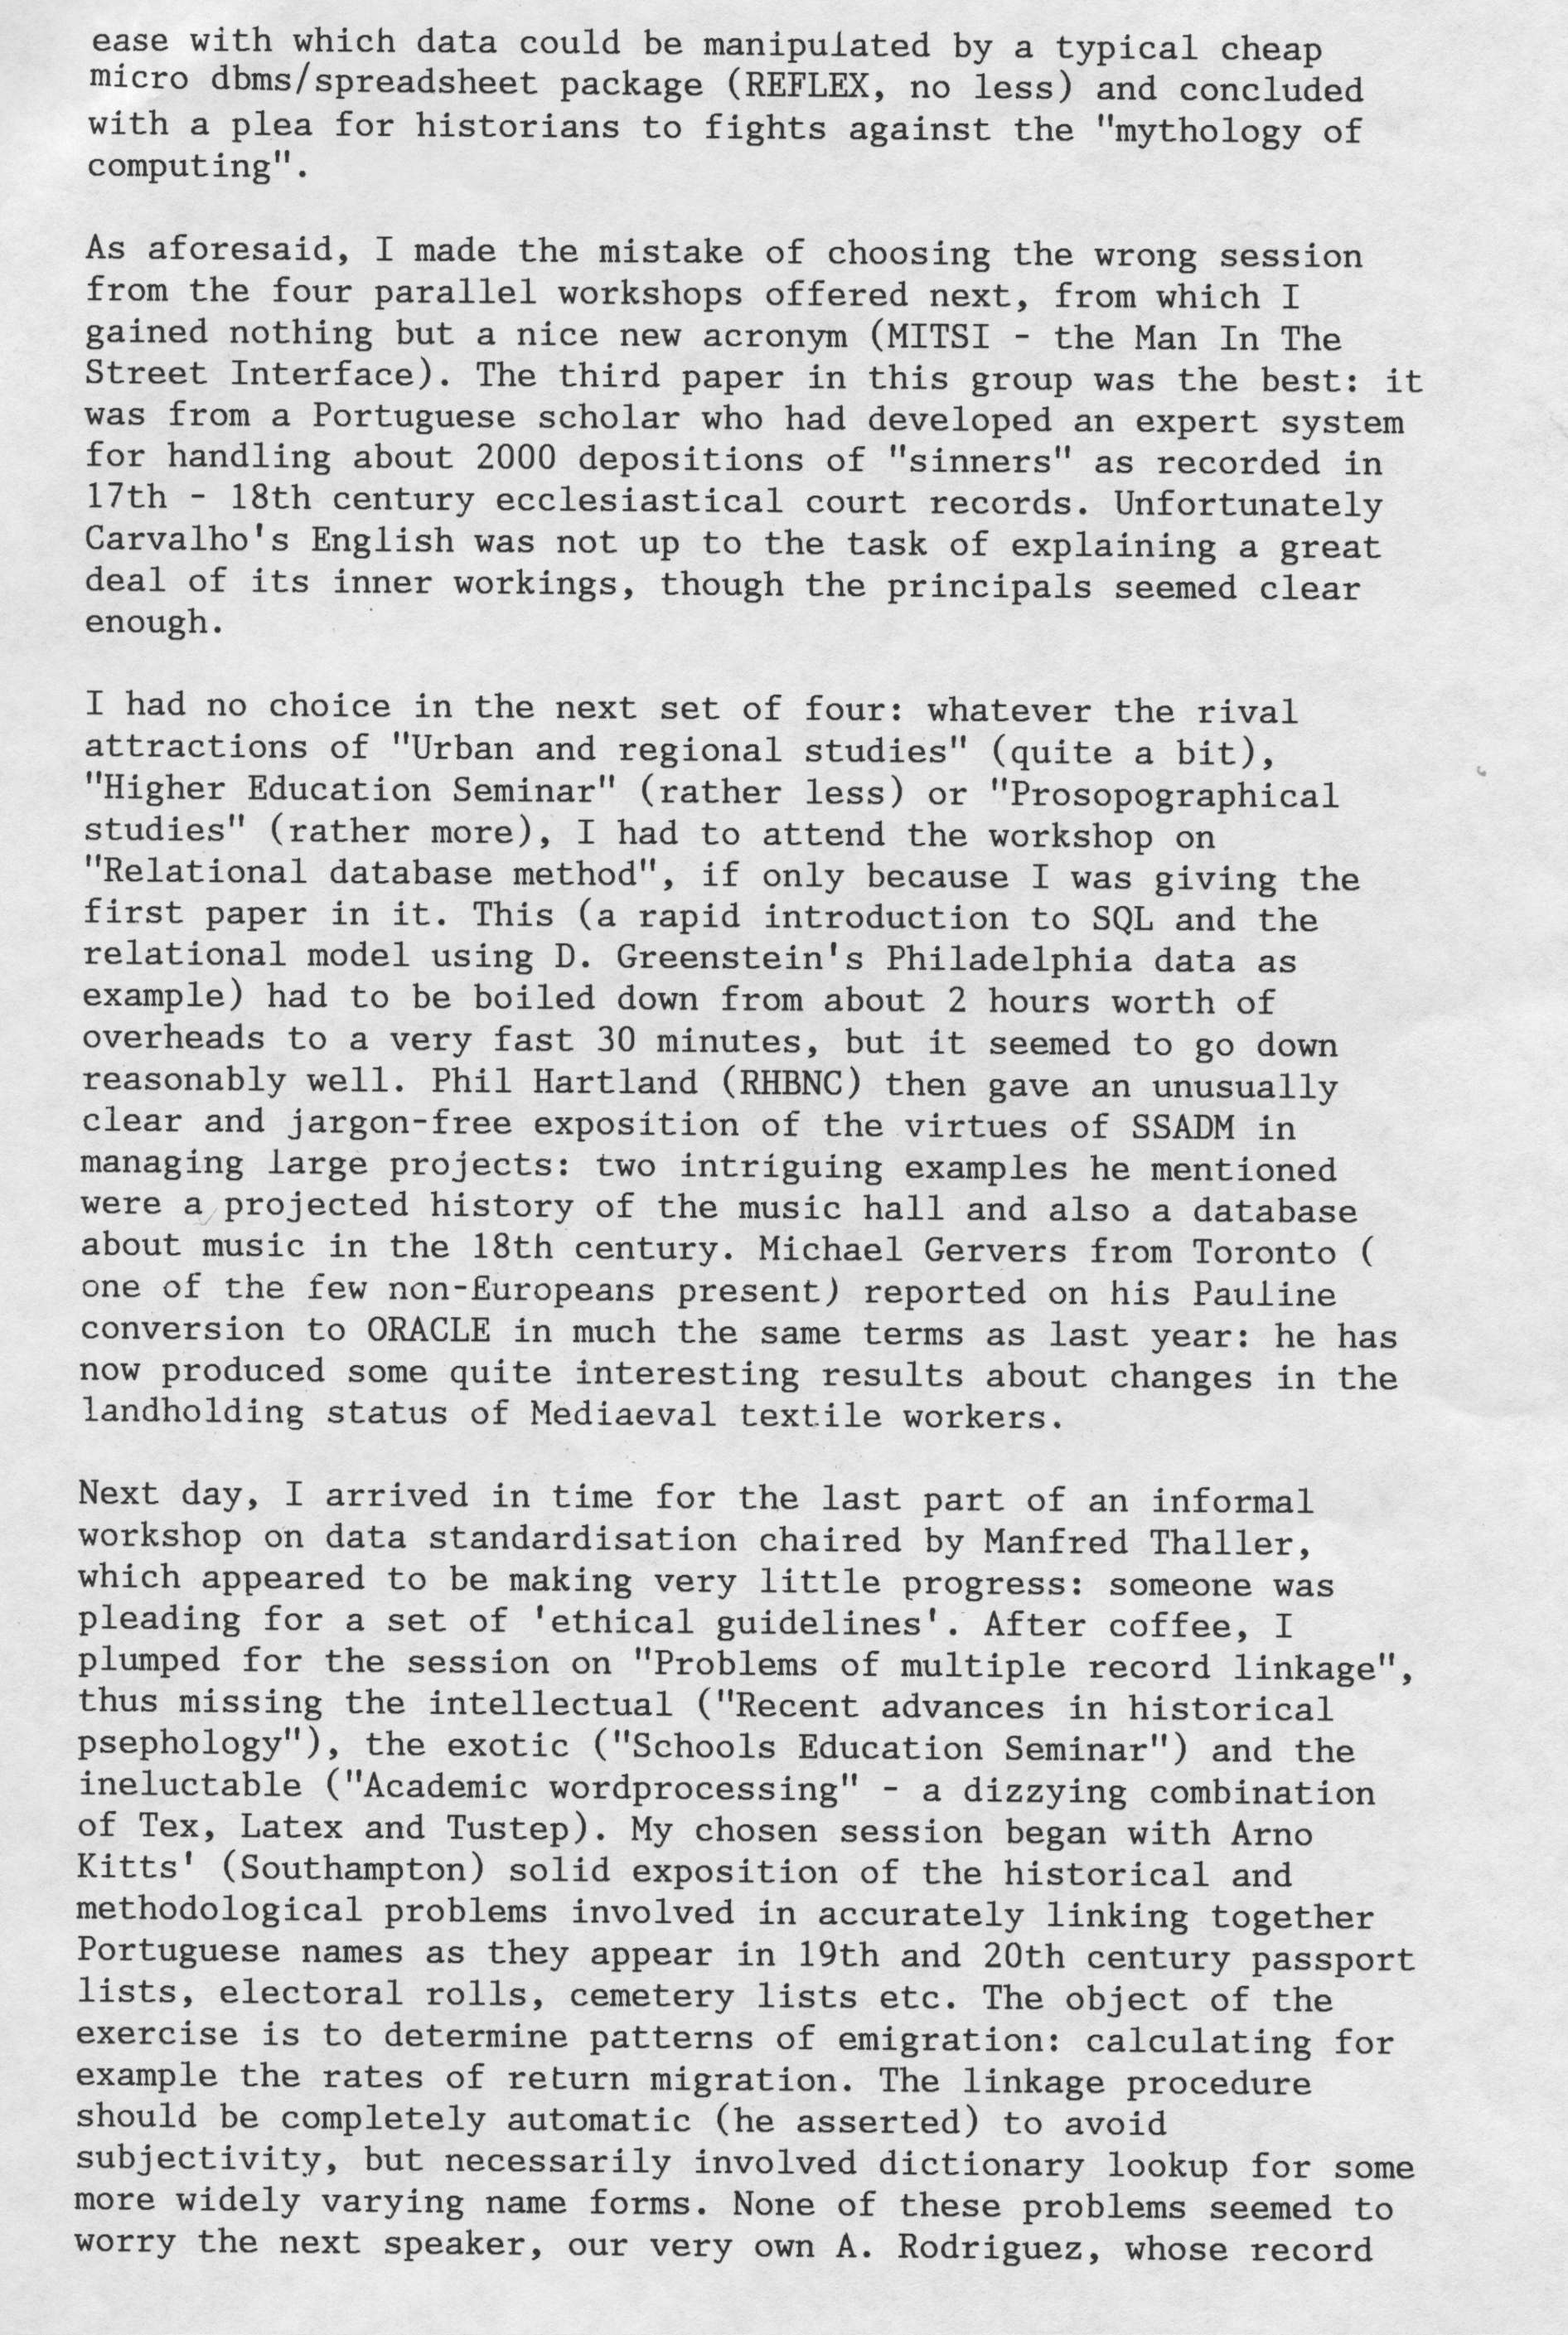 ease with which data could be manipulated by a typical cheap
micro dbms/spreadsheet package (REFLEX, no less) and concluded
with a plea for historians to fights against the "mythology of
computing".
As aforesaid, I made the mistake of choosing the wrong session
from the four parallel workshops offered next, from which I
gained nothing but a nice new acronym (MITSI - the Man In The
Street Interface). The third paper in this group was the best: it
was from a Portuguese scholar who had developed an expert system
for handling about 2000 depositions of "sinners" as recorded in
17th - 18th century ecclesiastical court records. Unfortunately
Carvalho's English was not up to the task of explaining a great
deal of its inner workings, though the principals seemed clear
enough.
I had no choice in the next set of four: whatever the rival
attractions of "Urban and regional studies" (quite a bit),
"Higher Education Seminar" (rather less) or "Prosopographical
studies" (rather more), I had to attend the workshop on
"Relational database method", if only because I was giving the
first paper in it. This (a rapid introduction to SQL and the
relational model using D. Greenstein's Philadelphia data as
example) had to be boiled down from about 2 hours worth of
overheads to a very fast 30 minutes, but it seemed to go down
reasonably well. Phil Hartland (RHBNC) then gave an unusually
clear and jargon-free exposition of the virtues of SSADM in
managing large projects: two intriguing examples he mentioned
were a projected history of the music hall and also a database
about music in the 18th century. Michael Gervers from Toronto (
one of the few non-Europeans present) reported on his Pauline
conversion to ORACLE in much the same terms as last year: he has
now produced some quite interesting results about changes in the
landholding status of Mediaeval textile workers.
Next day, I arrived in time for the last part of an informal
workshop on data standardisation chaired by Manfred Thaller,
which appeared to be making very little progress: someone was
pleading for a set of 'ethical guidelines'. After coffee, I
plumped for the session on "Problems of multiple record linkage",
thus missing the intellectual ("Recent advances in historical
psephology"), the exotic ("Schools Education Seminar") and the
ineluctable ("Academic wordprocessing" - a dizzying combination
of Tex, Latex and Tustep). My chosen session began with Arno
Kitts' (Southampton) solid exposition of the historical and
methodological problems involved in accurately linking together
Portuguese names as they appear in 19th and 20th century passport
lists, electoral rolls, cemetery lists etc. The object of the
exercise is to determine patterns of emigration: calculating for
example the rates of return migration. The linkage procedure
should be completely automatic (he asserted) to avoid
subjectivity, but necessarily involved dictionary lookup for some
more widely varying name forms. None of these problems seemed to
worry the next speaker, our very own A. Rodriguez, whose record